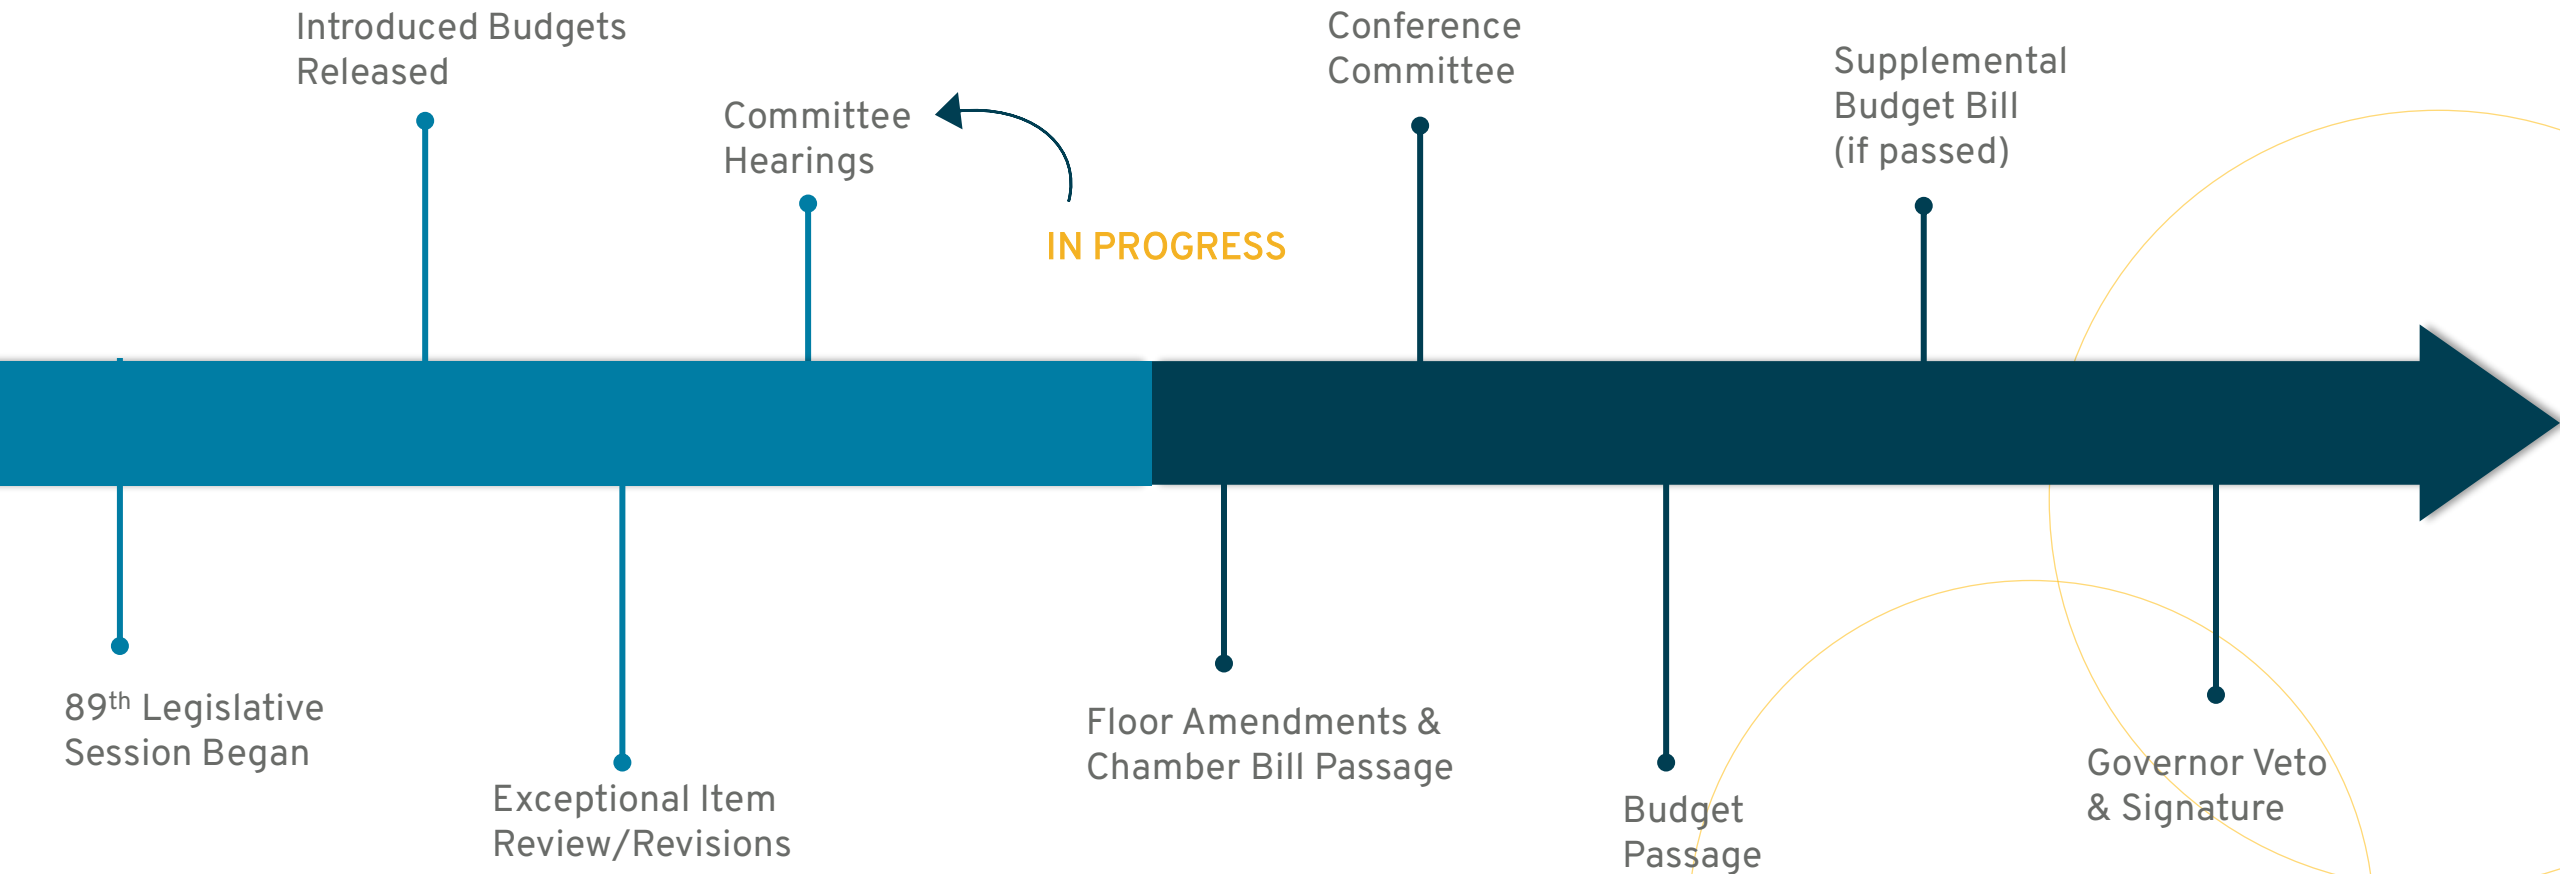 Introduced Budgets
Released
Committee
Hearings
IN PROGRESS
Conference
Committee
Supplemental
Budget Bill
(if passed)
89th Legislative
Session Began
Exceptional Item
Review/Revisions
Floor Amendments &
Chamber Bill Passage
Budget
Passage
Governor Veto
& Signature